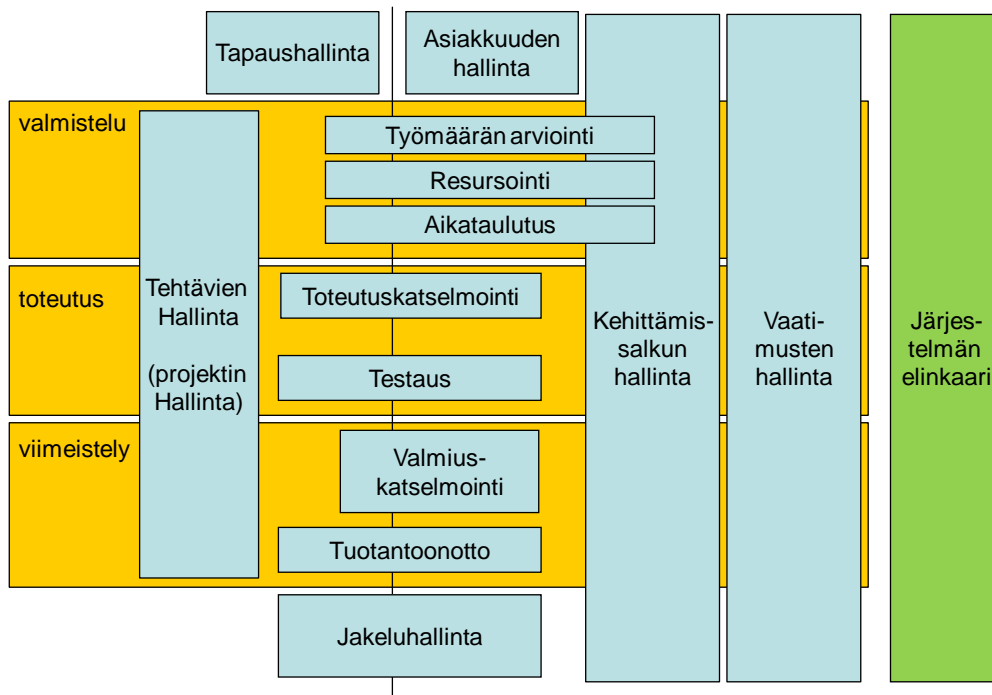 Tapaushallinta
Asiakkuuden
hallinta
valmistelu
Työmäärän arviointi
Resursointi
Aikataulutus
toteutus
Tehtävien
Hallinta
(projektin
Hallinta)
Toteutuskatselmointi
Testaus
Kehittämis-
salkun
hallinta
Vaati-
musten
hallinta
Järjes-
telmän
elinkaari
viimeistely
Valmius-
katselmointi
Tuotantoonotto
Jakeluhallinta